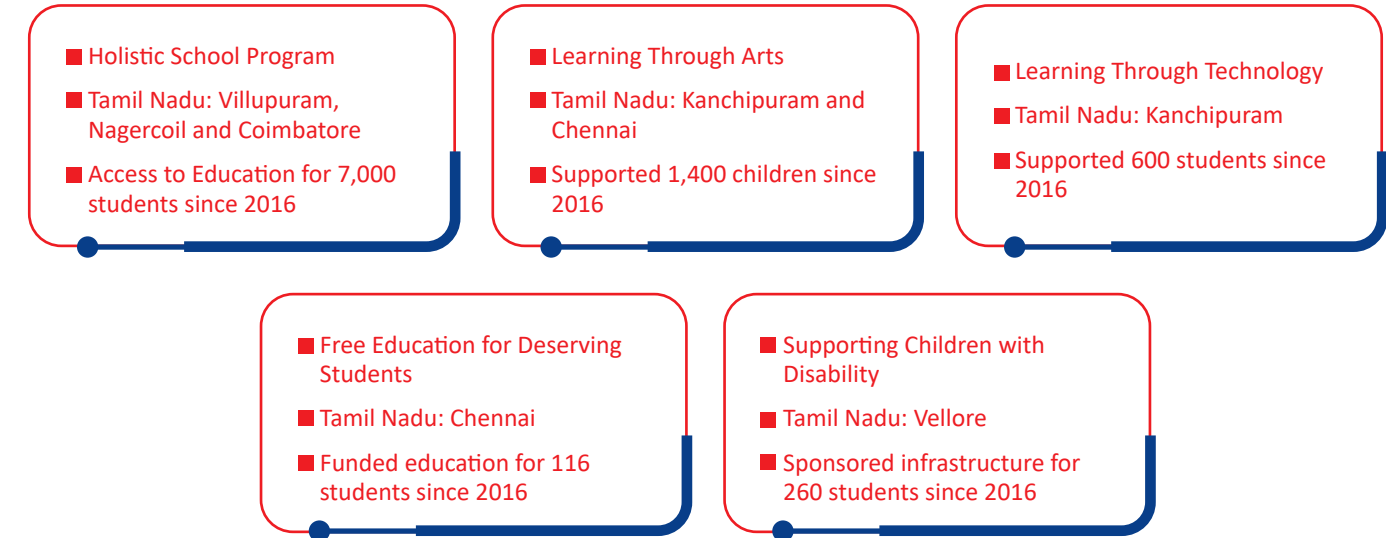 Holistic School Program
Tamil Nadu: Villupuram,
Nagercoil and Coimbatore
Access to Education for 7,000
students since 2016
Learning Through Arts
Tamil Nadu: Kanchipuram and
Chennai
Supported 1,400 children since
2016
Learning Through Technology
Tamil Nadu: Kanchipuram
Supported 600 students since
2016
Free Education for Deserving
Students
Tamil Nadu: Chennai
Funded education for 116
students since 2016
Supporting Children with
Disability
Tamil Nadu: Vellore
Sponsored infrastructure for
260 students since 2016